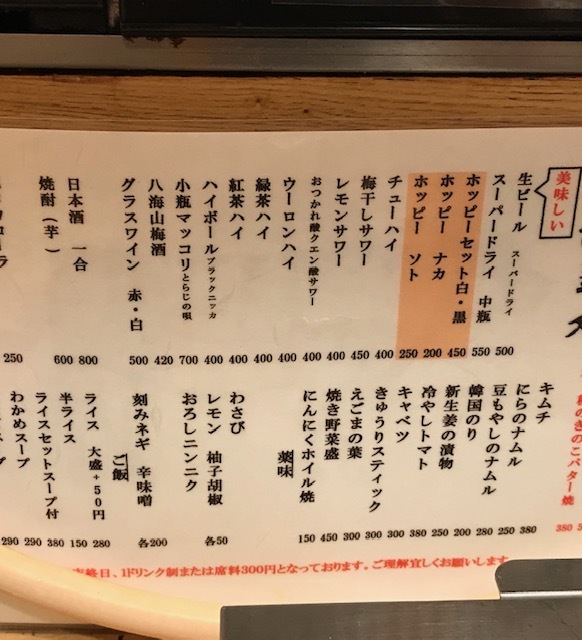 美味しい
生ビール スーパードライ 500
スーパードライ 中瓶 550
ホッピーセット白・黒 450
ホッピー ナカ 200
ホッピー ソト 250
チューハイ 400
梅干しサワー 450
レモンサワー 400
おつかれ酸クエン酸サワー 400
ウーロンハイ 400
緑茶ハイ 400
紅茶ハイ 400
ハイボールブラックニッカ 400
小瓶マッコリとらじの唄 700
八海山梅酒 420
グラスワイン 赤・白 500
日本酒 一合 800
焼酎（芋） 600
250
のきのこバター焼 380
キムチ 380
にらのナムル 250
豆もやしのナムル 280
韓国のり 200
新生姜の漬物 250
冷やしトマト 380
キャベツ 300
きゅうりスティック 300
えごまの葉 300
焼き野菜盛 450
にんにくホイル焼 150
薬味
わさび
レモン 柚子胡椒 各50
おろしニンニク
刻みネギ 辛味噌 各200
ご飯
ライス 大盛+50円 280
半ライス 150
ライスセットスープ付 380
わかめスープ 290
290
終日、1ドリンク制または席料300円となっております。ご理解宜しくお願いします。